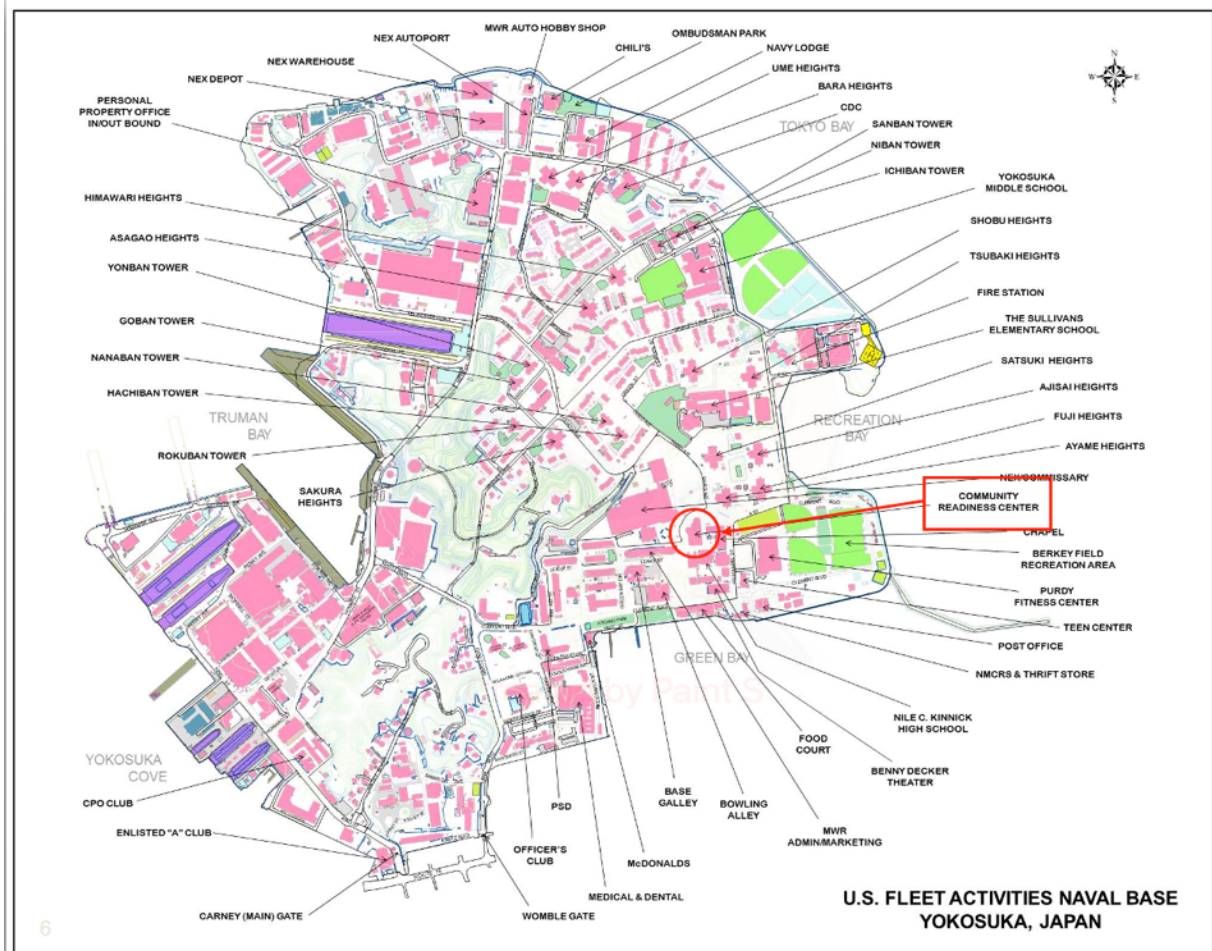 MWR AUTO HOBBY SHOP
NEX AUTOPORT
OMBUDSMAN PARK
CHILI'S
NAVY LODGE
NEX WAREHOUSE
UME HEIGHTS
NEX DEPOT
BARA HEIGHTS
PERSONAL
PROPERTY OFFICE
IN/OUT BOUND
CDC
TOKYO BAY
SANBAN TOWER
NIBAN TOWER
ICHIBAN TOWER
YOKOSUKA
MIDDLE SCHOOL
HIMAWARI HEIGHTS
SHOBU HEIGHTS
ASAGAO HEIGHTS
TSUBAKI HEIGHTS
YONBAN TOWER
FIRE STATION
GOBAN TOWER
THE SULLIVANS
ELEMENTARY SCHOOL
NANABAN TOWER
SATSUKI HEIGHTS
HACHIBAN TOWER
AJISAI HEIGHTS
TRUMAN
BAY
RECREATION
BAY
FUJI HEIGHTS
ROKUBAN TOWER
AYAME HEIGHTS
SAKURA
HEIGHTS
NEX/COMMISSARY
COMMUNITY
READINESS CENTER
CHAPEL
BERKEY FIELD
RECREATION AREA
PURDY
FITNESS CENTER
TEEN CENTER
POST OFFICE
GREEN BAY
NMCRS & THRIFT STORE
by Paint S
NILE C. KINNICK
HIGH SCHOOL
FOOD
COURT
YOKOSUKA
COVE
BENNY DECKER
THEATER
CPO CLUB
PSD
BASE
GALLEY
BOWLING
ALLEY
ENLISTED "A" CLUB
MWR
ADMIN/MARKETING
OFFICER'S
CLUB
McDONALDS
MEDICAL & DENTAL
CARNEY (MAIN) GATE
WOMBLE GATE
U.S. FLEET ACTIVITIES NAVAL BASE
YOKOSUKA, JAPAN
6
N
W
E
S